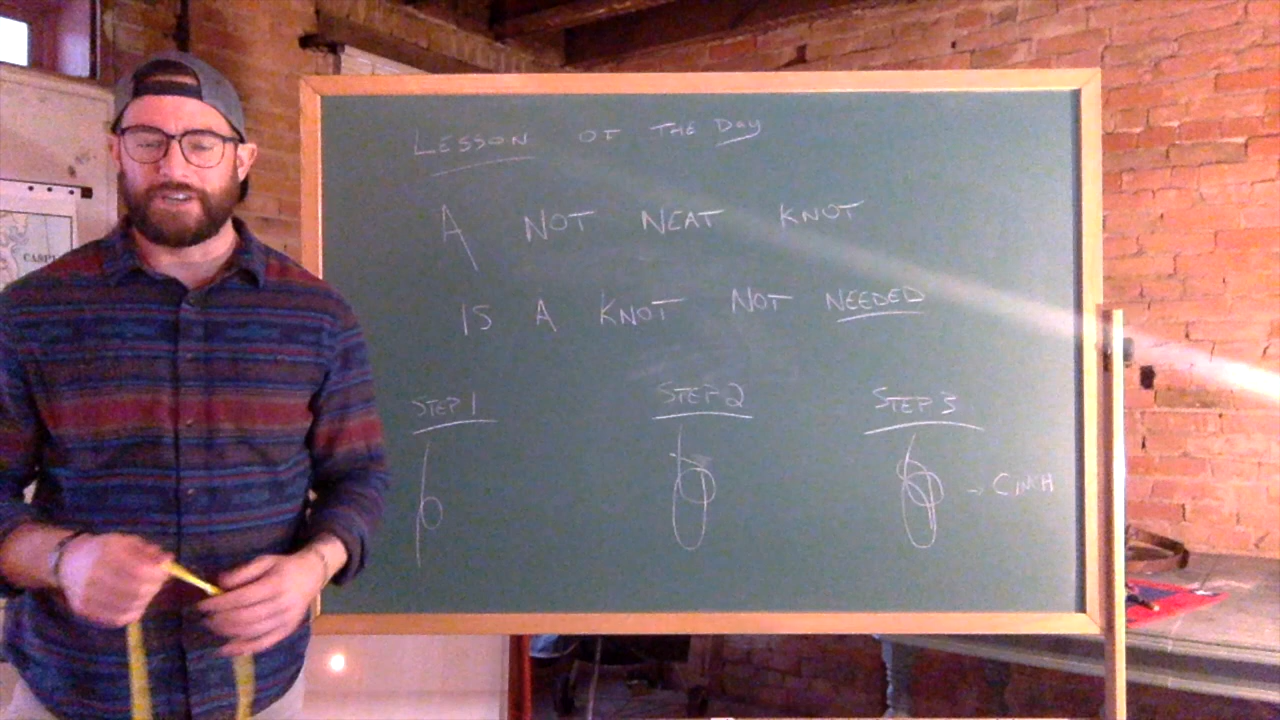 LESSON OF THE DAY
A NOT NEAT KNOT
IS A KNOT NOT NEEDED
STEP 1 STEP 2 STEP 3
→ CINCH